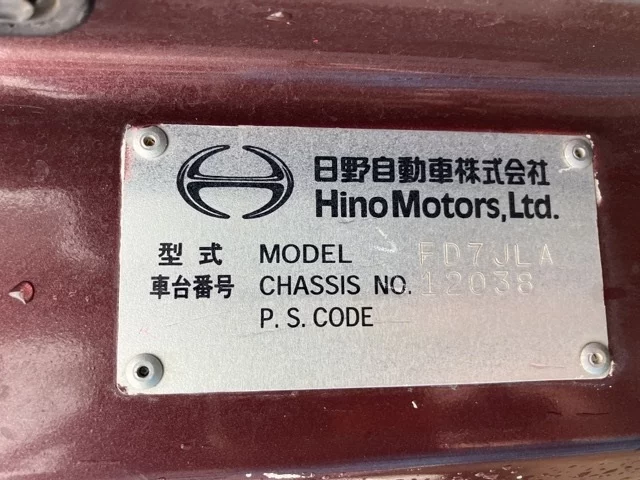 日野自動車株式会社
Hino Motors, Ltd.
型式 MODEL FD7JLA
車台番号 CHASSIS NO. 12038
P. S. CODE